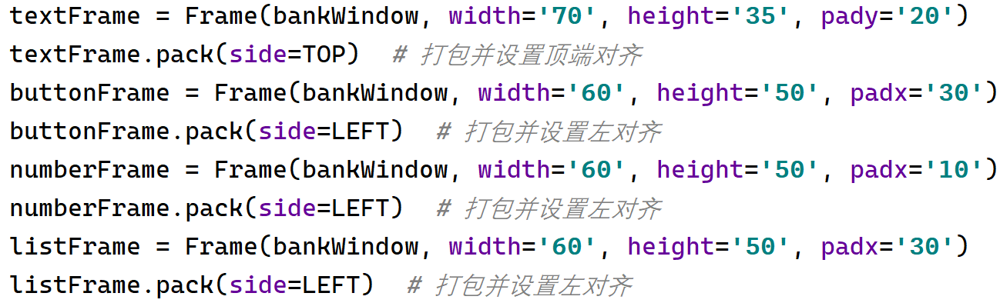 textFrame = Frame(bankWindow, width='70', height='35', pady='20')
textFrame.pack(side=TOP)  # 打包并设置顶端对齐
buttonFrame = Frame(bankWindow, width='60', height='50', padx='30')
buttonFrame.pack(side=LEFT)  # 打包并设置左对齐
numberFrame = Frame(bankWindow, width='60', height='50', padx='10')
numberFrame.pack(side=LEFT)  # 打包并设置左对齐
listFrame = Frame(bankWindow, width='60', height='50', padx='30')
listFrame.pack(side=LEFT)  # 打包并设置左对齐